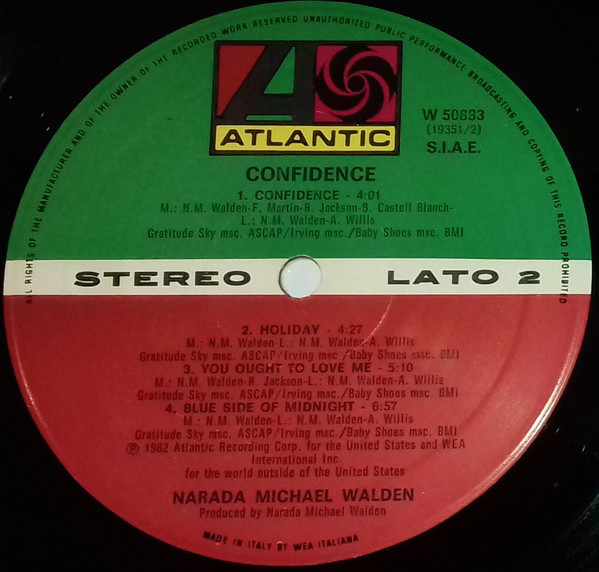 ALL RIGHTS OF THE MANUFACTURER AND OF THE OWNER OF THE RECORDED WORK RESERVED UNAUTHORIZED PUBLIC PERFORMANCE BROADCASTING AND COPYING OF THIS RECORD PROHIBITED
A
ATLANTIC
W 50833
(19351/2)
S.I.A.E.
CONFIDENCE
1. CONFIDENCE - 4:01
M.: N.M. Walden-F. Martin-R. Jackson-B. Castell Blanch-
L.: N.M. Walden-A. Willis
Gratitude Sky msc. ASCAP/Irving msc./Baby Shoes msc. BMI
STEREO LATO 2
2. HOLIDAY - 4:27
M.: N.M. Walden-L.: N.M. Walden-A. Willis
Gratitude Sky msc. ASCAP/Irving msc./Baby Shoes msc. BMI
3. YOU OUGHT TO LOVE ME - 5:10
M.: N.M. Walden-R. Jackson-L.: N.M. Walden-A. Willis
Gratitude Sky msc. ASCAP/Irving msc./Baby Shoes msc. BMI
4. BLUE SIDE OF MIDNIGHT - 6:57
M.: N.M. Walden-L.: N.M. Walden-A. Willis
Gratitude Sky msc. ASCAP/Irving msc./Baby Shoes msc. BMI
℗ 1982 Atlantic Recording Corp. for the United States and WEA
International Inc.
for the world outside of the United States
NARADA MICHAEL WALDEN
Produced by Narada Michael Walden
MADE IN ITALY BY WEA ITALIANA